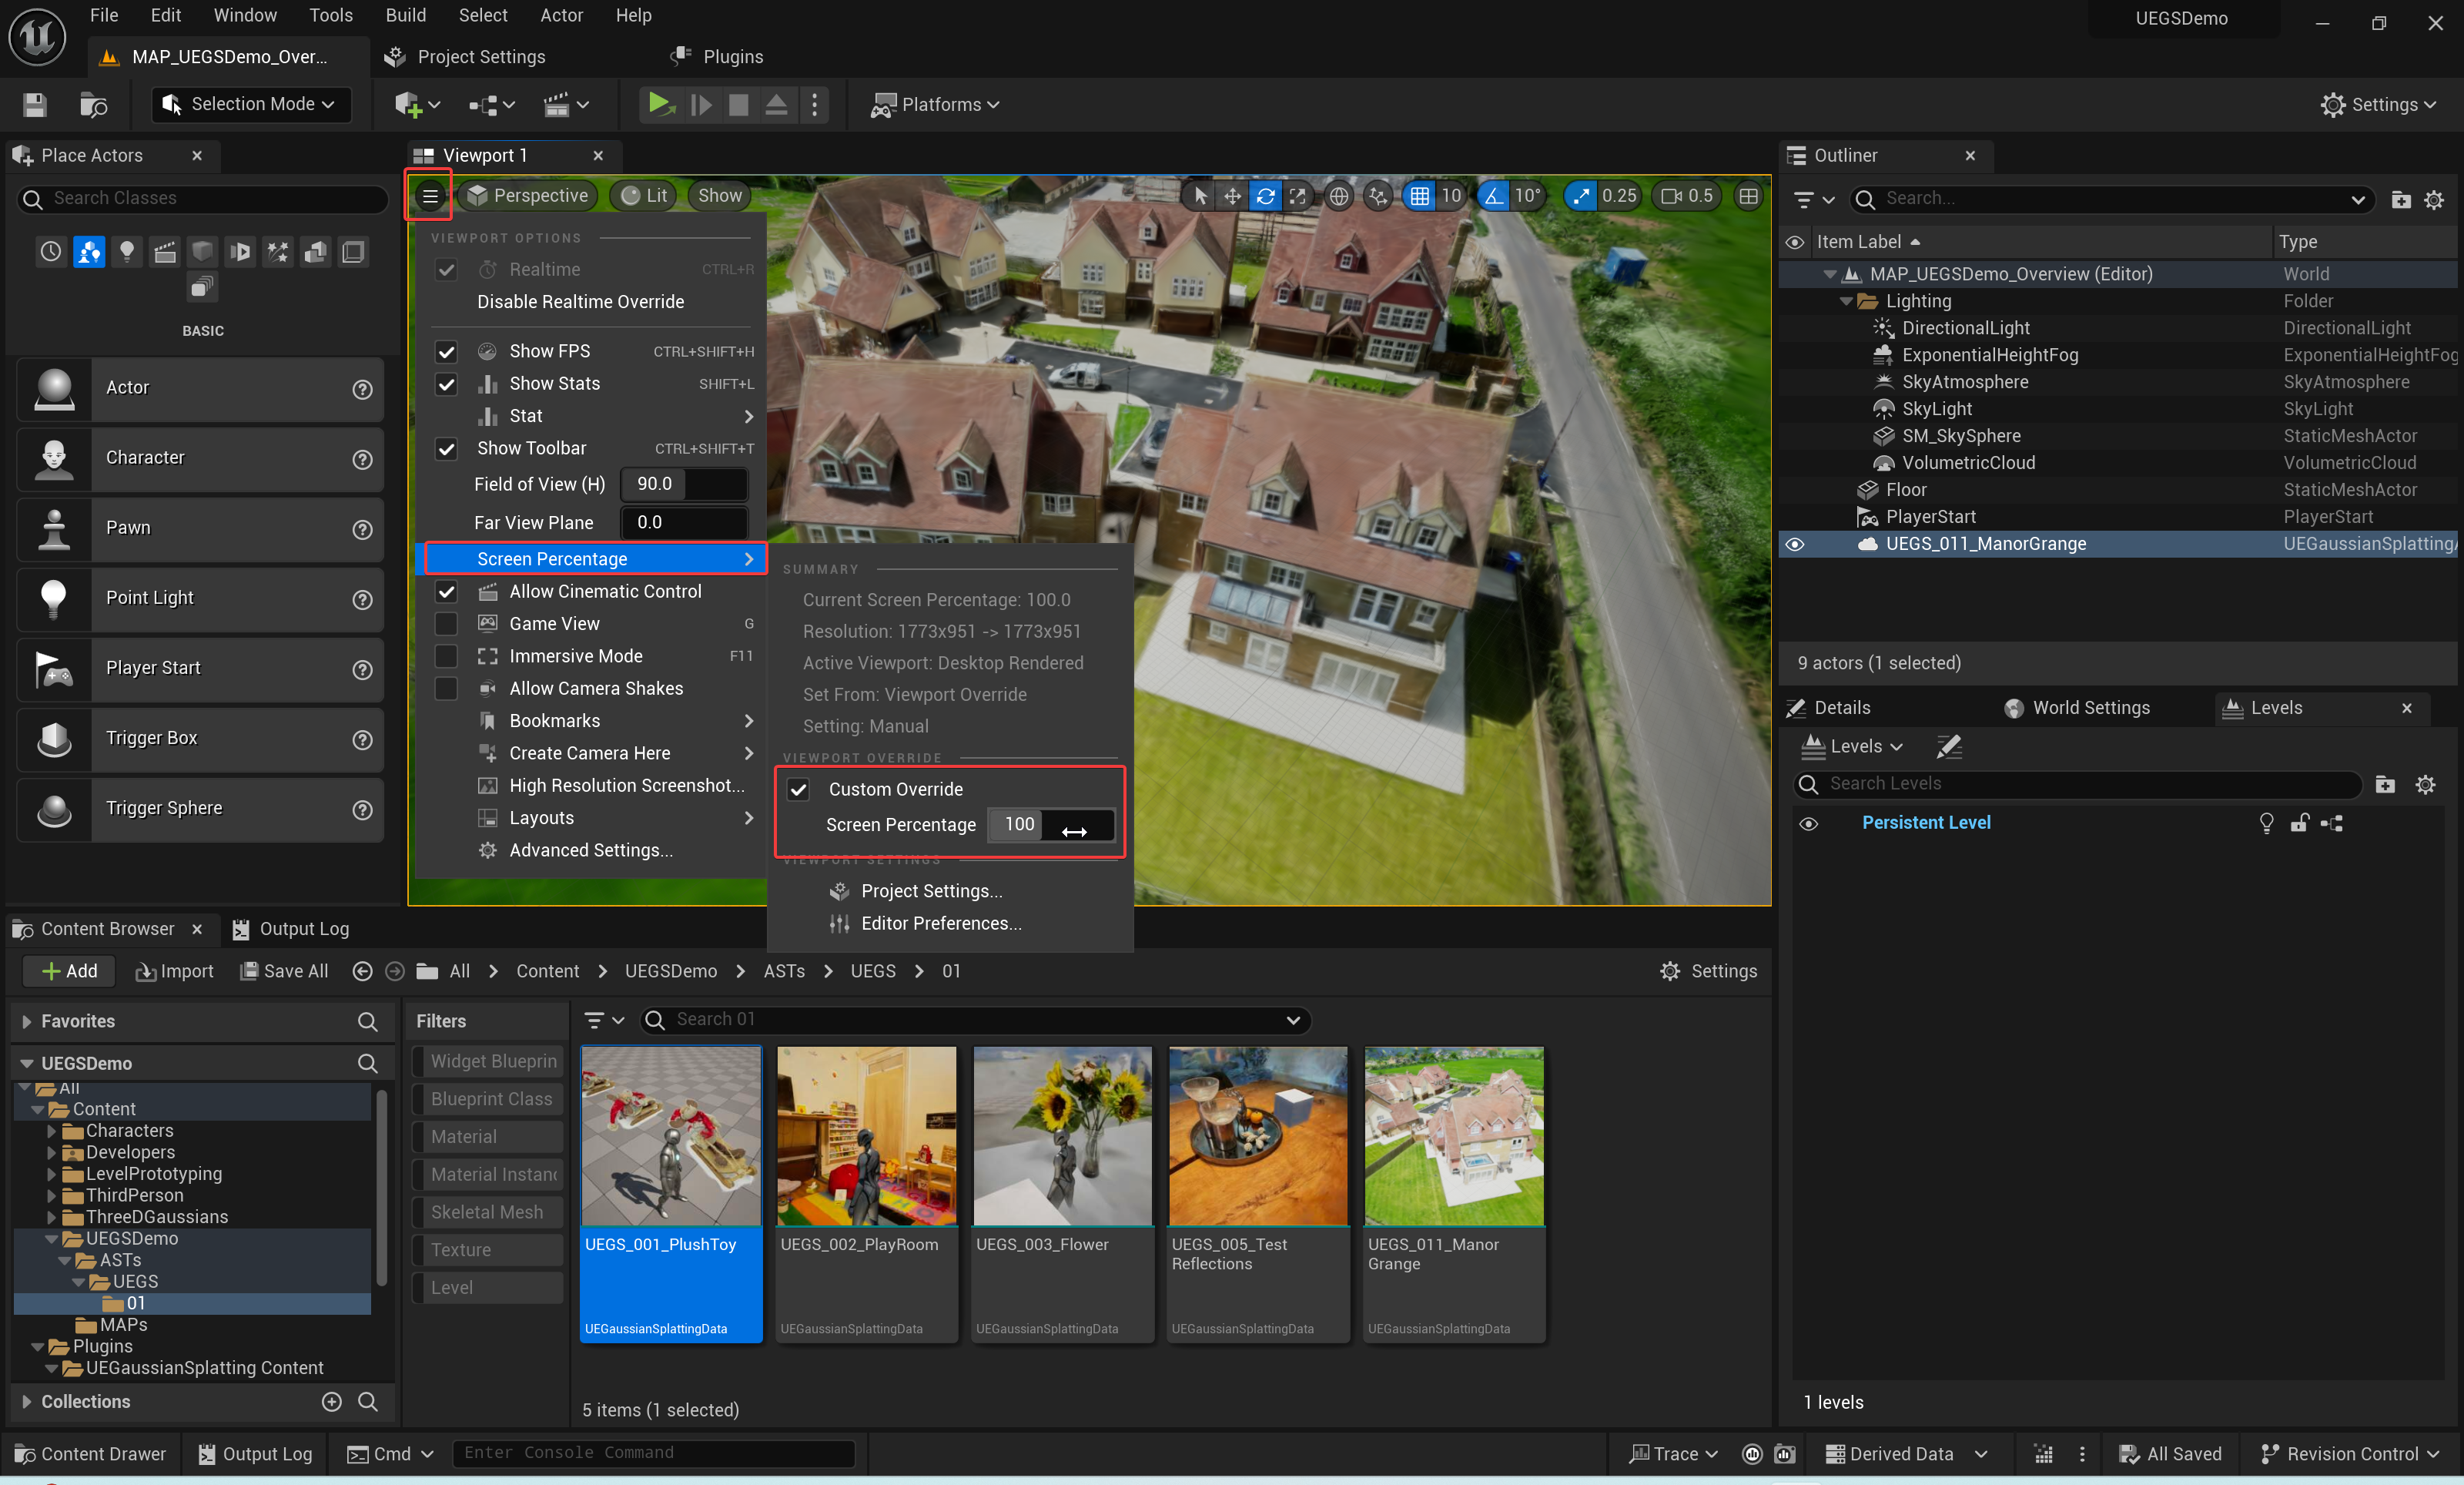 File Edit Window Tools Build Select Actor Help
UEGSDemo
MAP_UEGSDemo_Over...
Project Settings
Plugins
Selection Mode
Platforms
Settings
Place Actors
Search Classes
BASIC
Actor
Character
Pawn
Point Light
Player Start
Trigger Box
Trigger Sphere
Viewport 1
Perspective Lit Show
10 10° 0.25 0.5
VIEWPORT OPTIONS
Realtime CTRL+R
Disable Realtime Override
Show FPS CTRL+SHIFT+H
Show Stats SHIFT+L
Stat
Show Toolbar CTRL+SHIFT+T
Field of View (H) 90.0
Far View Plane 0.0
Screen Percentage
Allow Cinematic Control
Game View G
Immersive Mode F11
Allow Camera Shakes
Bookmarks
Create Camera Here
High Resolution Screenshot...
Layouts
Advanced Settings...
SUMMARY
Current Screen Percentage: 100.0
Resolution: 1773x951 -> 1773x951
Active Viewport: Desktop Rendered
Set From: Viewport Override
Setting: Manual
VIEWPORT OVERRIDE
Custom Override
Screen Percentage 100
VIEWPORT SETTINGS
Project Settings...
Editor Preferences...
Outliner
Search...
Item Label Type
MAP_UEGSDemo_Overview (Editor) World
Lighting Folder
DirectionalLight DirectionalLight
ExponentialHeightFog ExponentialHeightFog
SkyAtmosphere SkyAtmosphere
SkyLight SkyLight
SM_SkySphere StaticMeshActor
VolumetricCloud VolumetricCloud
Floor StaticMeshActor
PlayerStart PlayerStart
UEGS_011_ManorGrange UEGaussianSplatting
9 actors (1 selected)
Details World Settings Levels
Levels
Search Levels
Persistent Level
1 levels
Content Browser Output Log
Add Import Save All All Content UEGSDemo ASTs UEGS 01 Settings
Favorites
UEGSDemo
All
Content
Characters
Developers
LevelPrototyping
ThirdPerson
ThreeDGaussians
UEGSDemo
ASTs
UEGS
01
MAPs
Plugins
UEGaussianSplatting Content
Collections
Filters
Widget Blueprin
Blueprint Class
Material
Material Instanc
Skeletal Mesh
Texture
Level
Search 01
UEGS_001_PlushToy
UEGaussianSplattingData
UEGS_002_PlayRoom
UEGaussianSplattingData
UEGS_003_Flower
UEGaussianSplattingData
UEGS_005_Test
Reflections
UEGaussianSplattingData
UEGS_011_Manor
Grange
UEGaussianSplattingData
5 items (1 selected)
Content Drawer Output Log Cmd Enter Console Command
Trace Derived Data All Saved Revision Control